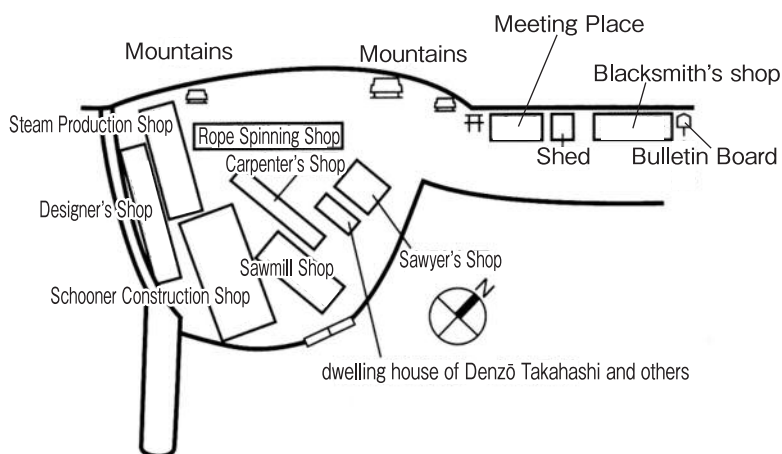 Meeting Place
Mountains
Mountains
Blacksmith's shop
Steam Production Shop
Rope Spinning Shop
Carpenter's Shop
Shed
Bulletin Board
Designer's Shop
Sawmill Shop
Sawyer's Shop
Schooner Construction Shop
N
dwelling house of Denzō Takahashi and others